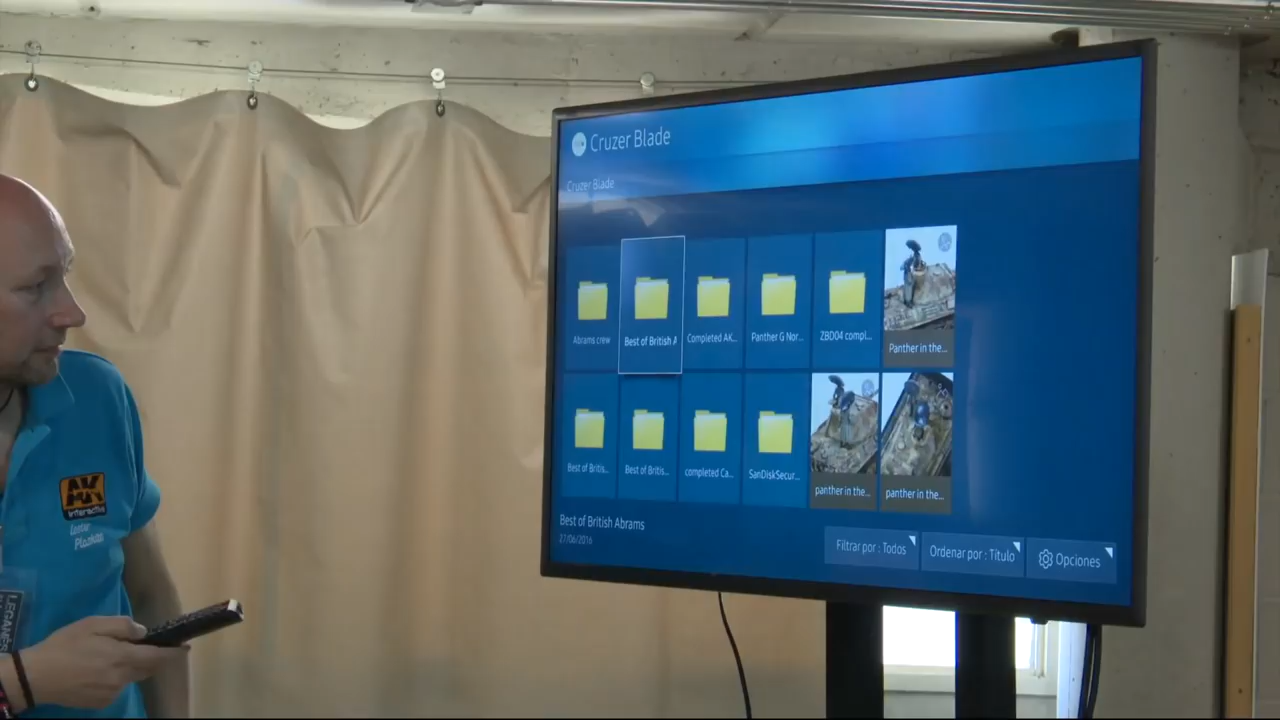 Cruzer Blade
Cruzer Blade
Abrams crew
Best of British A
Completed AK...
Panther G Nor...
ZBD04 compl...
Panther in the...
Best of Britis...
Best of Britis...
completed Ca...
SanDiskSecur...
panther in the...
panther in the...
Best of British Abrams
27/06/2016
Filtrar por : Todos
Ordenar por : Título
Opciones
AK
interactive